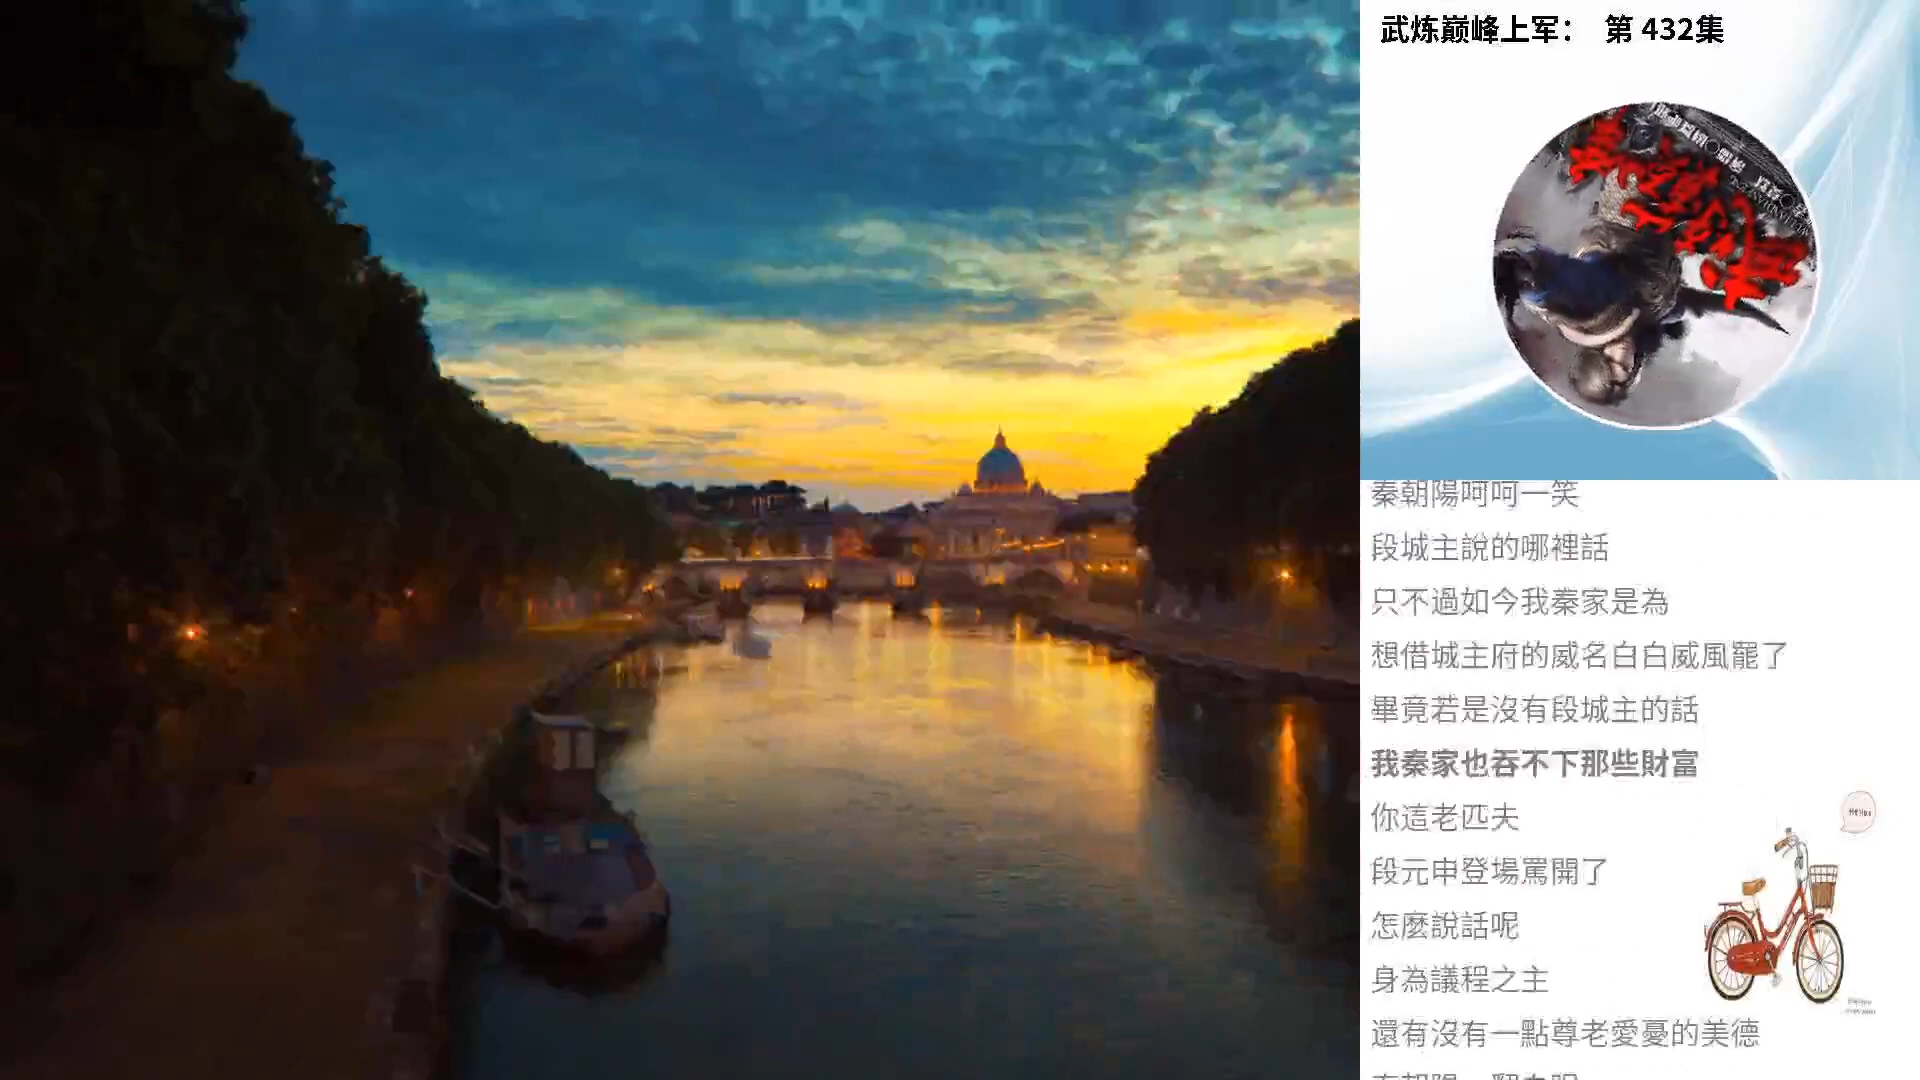 武炼巅峰上军： 第 432集
秦朝陽呵呵一笑
段城主說的哪裡話
只不過如今我秦家是為
想借城主府的威名白白威風罷了
畢竟若是沒有段城主的話
我秦家也吞不下那些財富
你這老匹夫
段元申登場罵開了
怎麼說話呢
身為議程之主
還有沒有一點尊老愛憂的美德